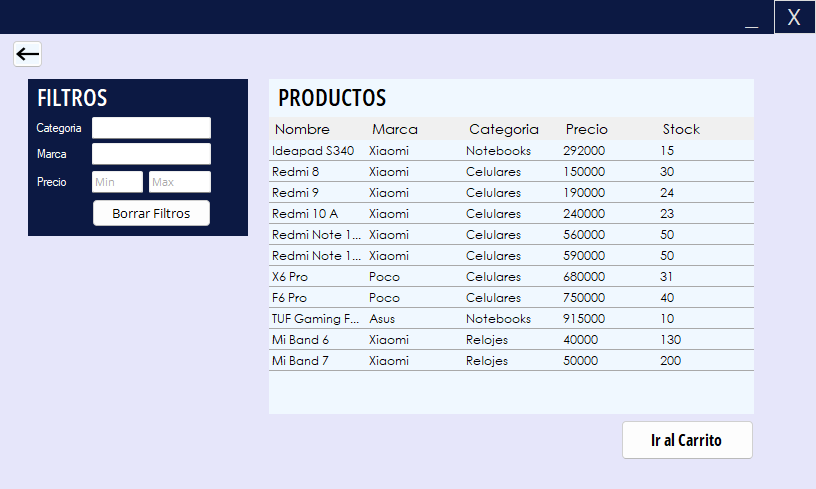 _ X
FILTROS
Categoria
Marca
Precio Min Max
Borrar Filtros
PRODUCTOS
Nombre Marca Categoria Precio Stock
Ideapad S340 Xiaomi Notebooks 292000 15
Redmi 8 Xiaomi Celulares 150000 30
Redmi 9 Xiaomi Celulares 190000 24
Redmi 10 A Xiaomi Celulares 240000 23
Redmi Note 1... Xiaomi Celulares 560000 50
Redmi Note 1... Xiaomi Celulares 590000 50
X6 Pro Poco Celulares 680000 31
F6 Pro Poco Celulares 750000 40
TUF Gaming F... Asus Notebooks 915000 10
Mi Band 6 Xiaomi Relojes 40000 130
Mi Band 7 Xiaomi Relojes 50000 200
Ir al Carrito